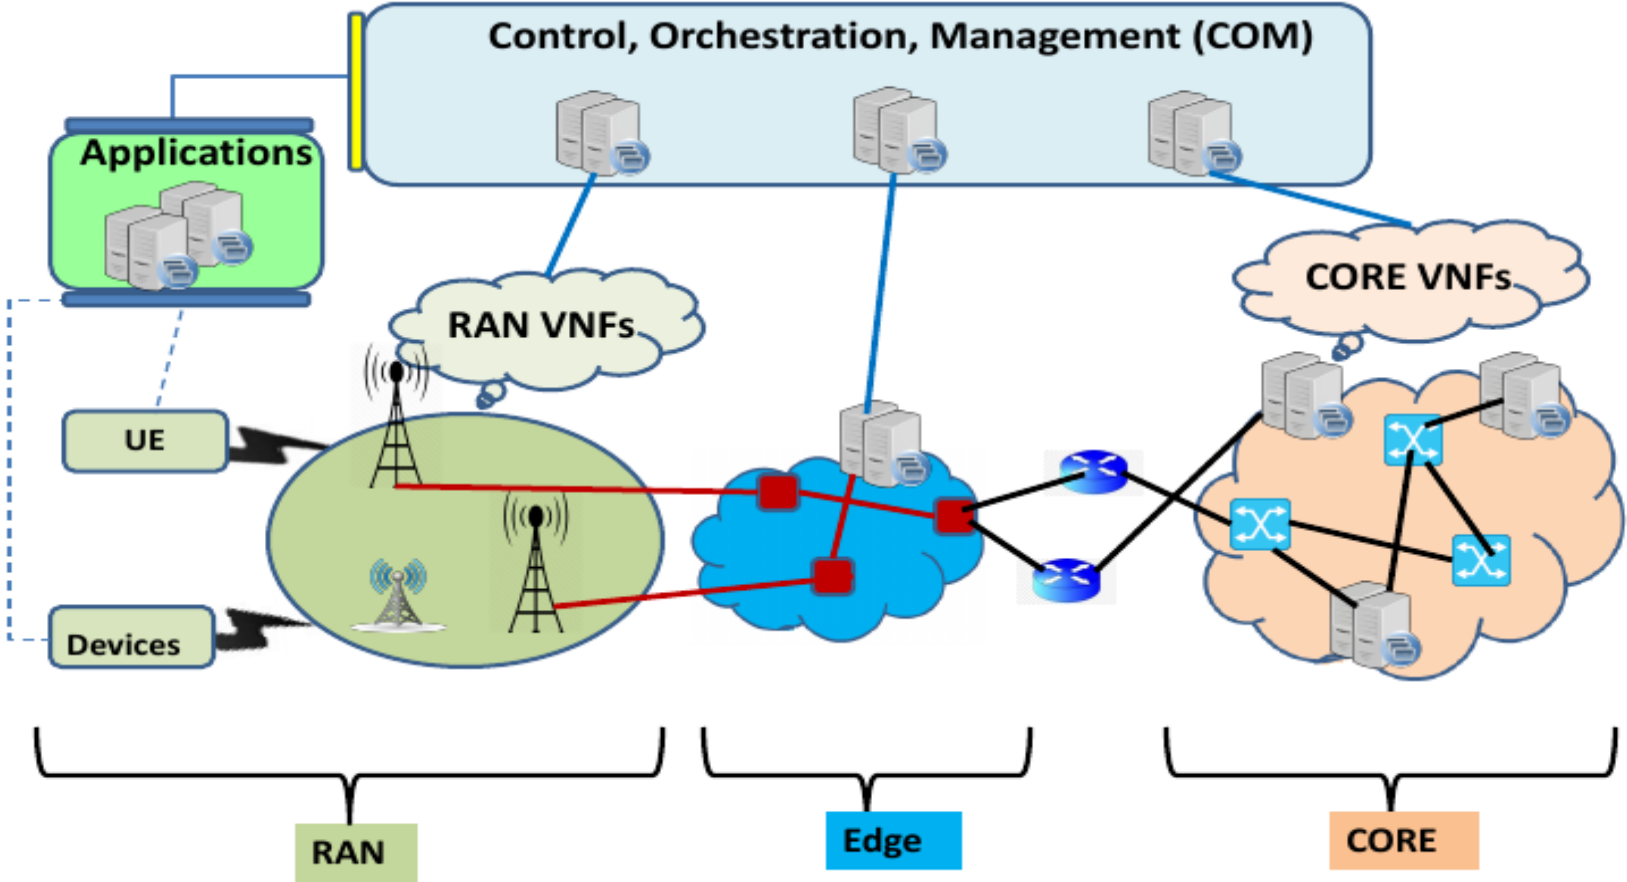 Control, Orchestration, Management (COM)
Applications
CORE VNFs
RAN VNFs
UE
Devices
RAN
Edge
CORE